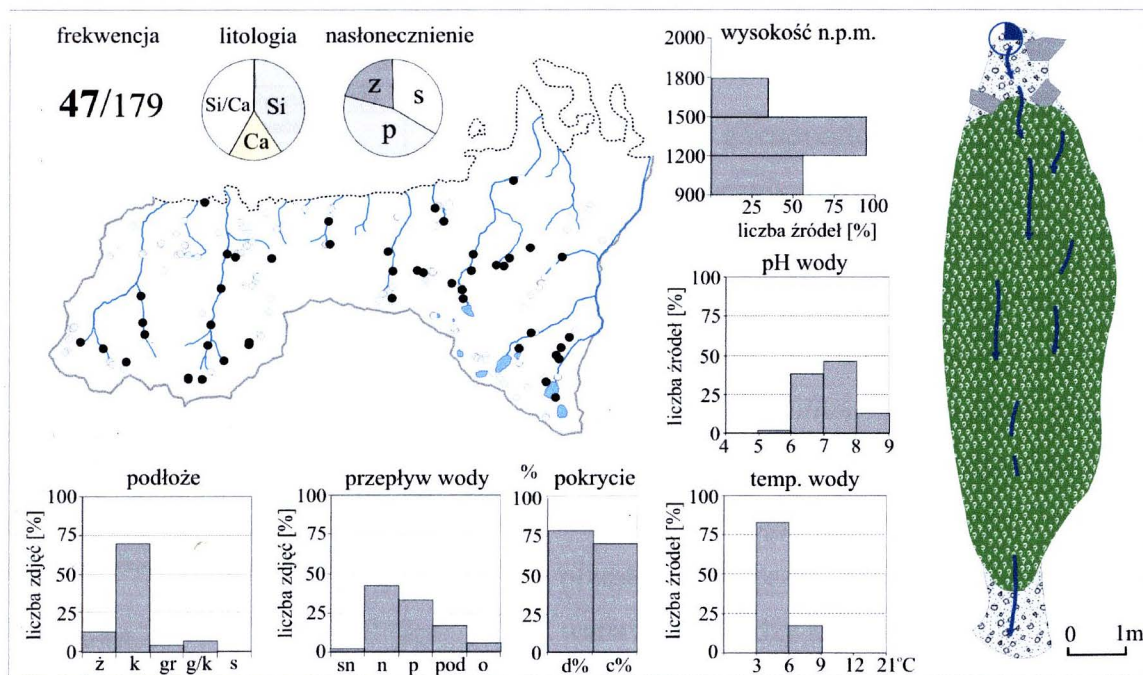 frekwencja
47/179
litologia
Si/Ca
Si
Ca
nasłonecznienie
z
s
p
wysokość n.p.m.
2000
1800
1500
1200
900
25 50 75 100
liczba źródeł [%]
pH wody
liczba źródeł [%]
100
75
50
25
0
4 5 6 7 8 9
podłoże
liczba zdjęć [%]
100
75
50
25
0
ż k gr g/k s
przepływ wody
liczba zdjęć [%]
100
75
50
25
0
sn n p pod o
% pokrycie
100
75
50
25
0
d% c%
temp. wody
liczba źródeł [%]
100
75
50
25
0
3 6 9 12 21°C
0 1m